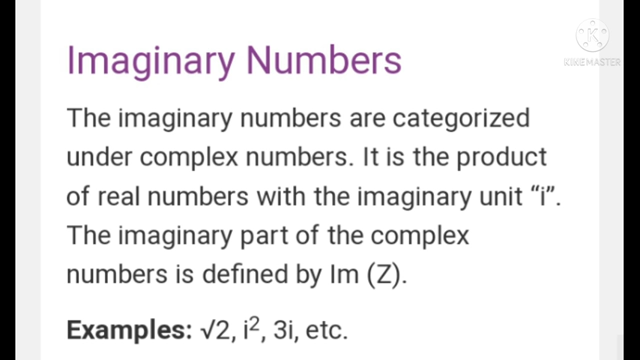 Imaginary Numbers
KINEMASTER
The imaginary numbers are categorized
under complex numbers. It is the product
of real numbers with the imaginary unit “i”.
The imaginary part of the complex
numbers is defined by Im (Z).
Examples: √2, i², 3i, etc.